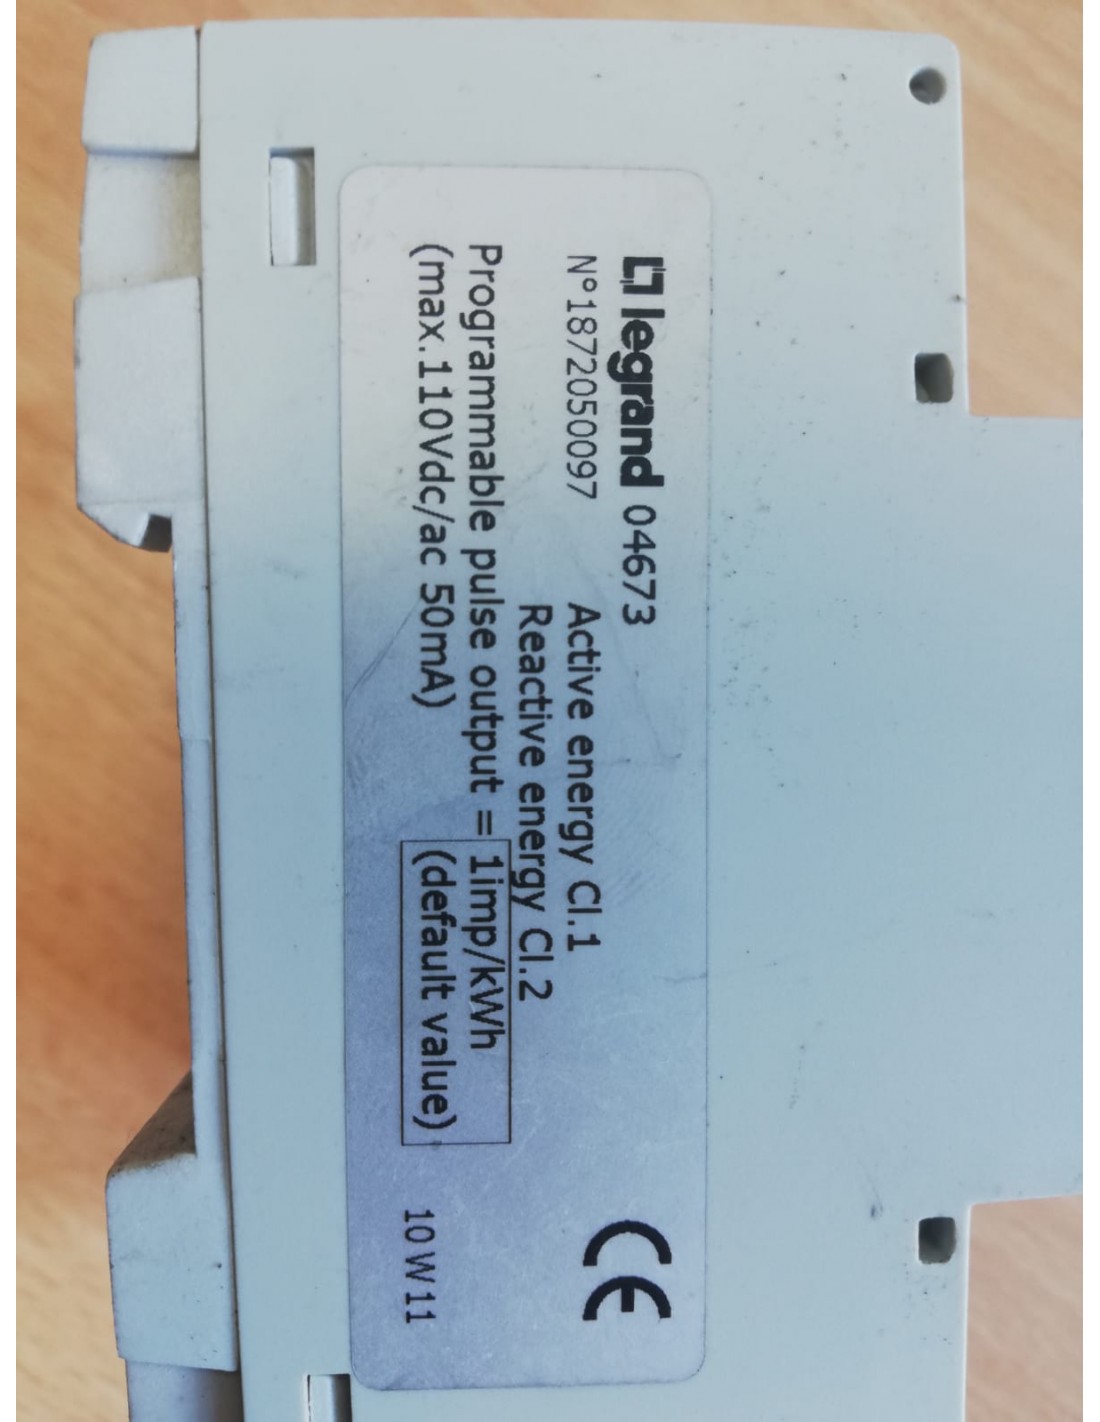 legrand 04673
N°1872050097 Active energy Cl.1
Reactive energy Cl.2
Programmable pulse output = 1imp/kWh
(max.110Vdc/ac 50mA) (default value)
CE
10 W 11